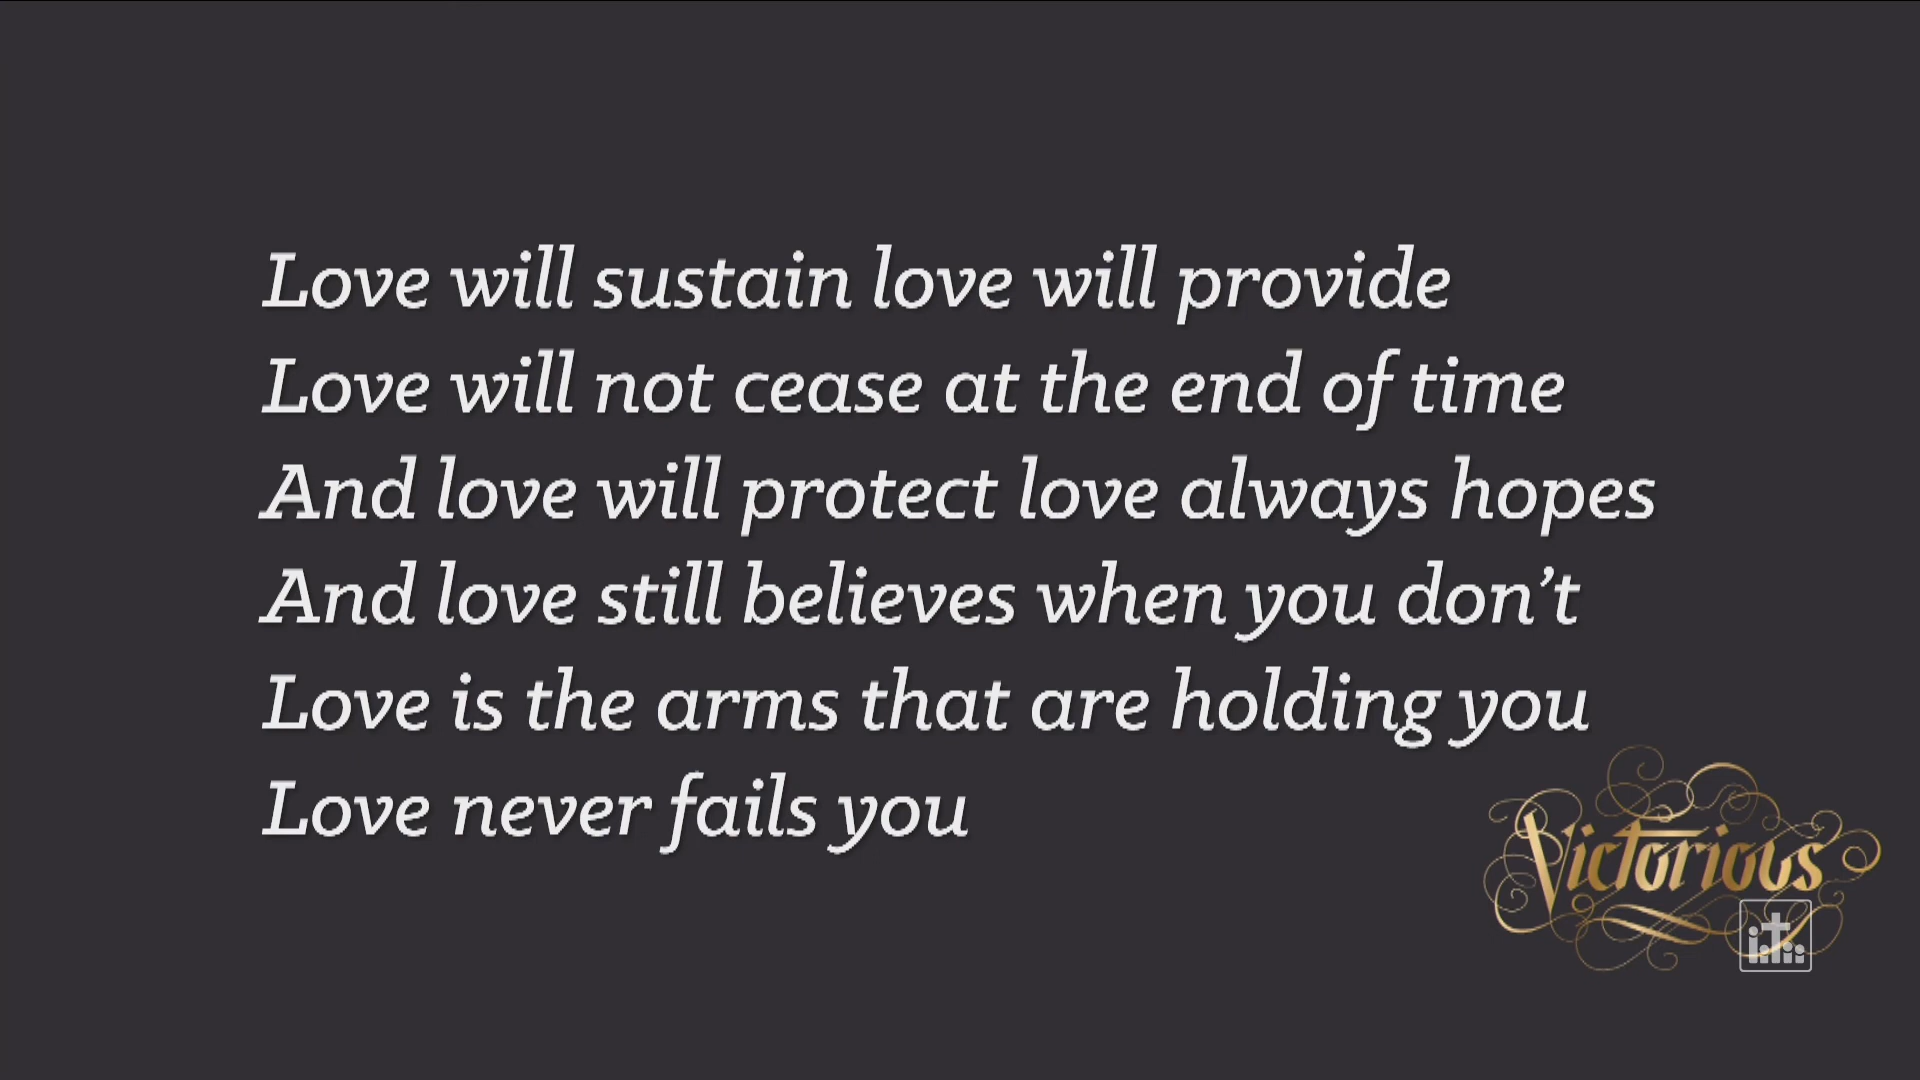 Love will sustain love will provide
Love will not cease at the end of time
And love will protect love always hopes
And love still believes when you don’t
Love is the arms that are holding you
Love never fails you
Victorious